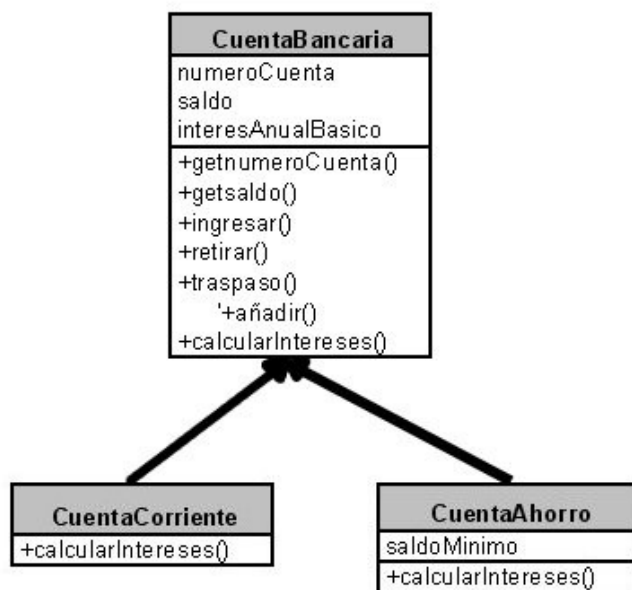 CuentaBancaria
numeroCuenta
saldo
interesAnualBasico
+getnumeroCuenta()
+getsaldo()
+ingresar()
+retirar()
+traspaso()
'+añadir()
+calcularIntereses()
CuentaCorriente
+calcularIntereses()
CuentaAhorro
saldoMinimo
+calcularIntereses()